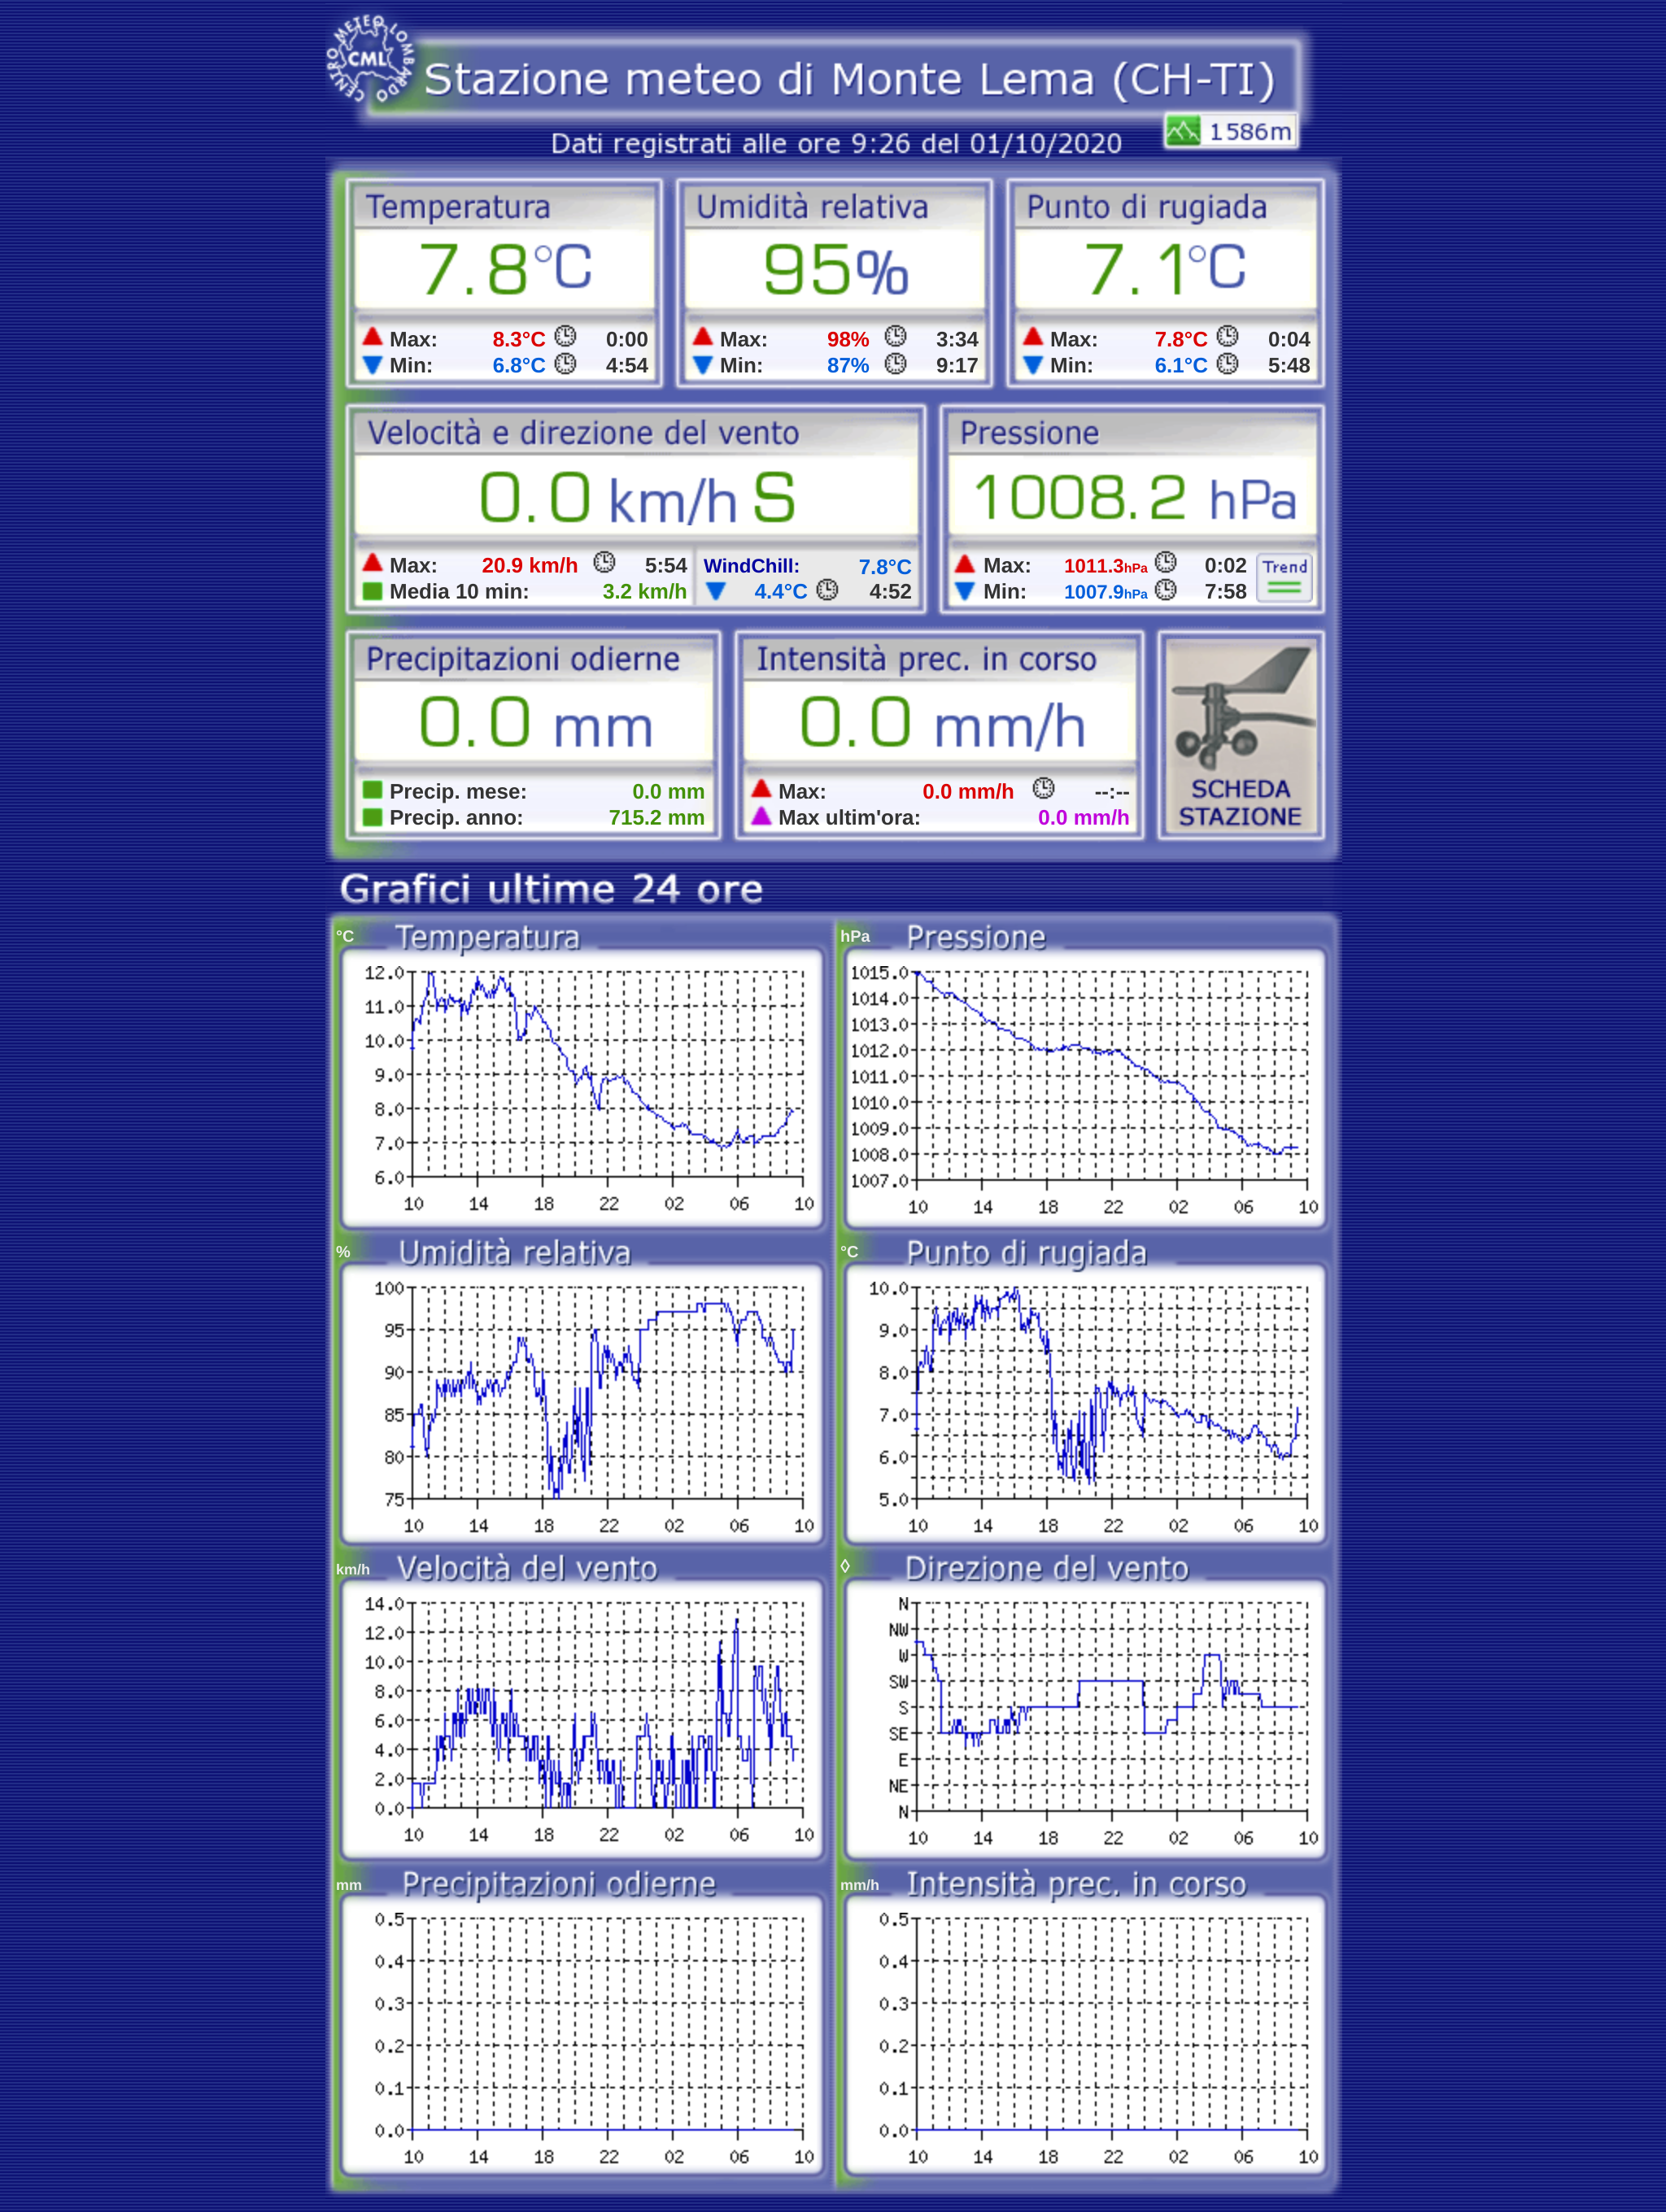 CENTRO METEO LOMBARDO
CML
Stazione meteo di Monte Lema (CH-TI)
1586m
Dati registrati alle ore 9:26 del 01/10/2020
Temperatura Umidità relativa Punto di rugiada
7.8°C 95% 7.1°C
Max: 8.3°C 0:00 Max: 98% 3:34 Max: 7.8°C 0:04
Min: 6.8°C 4:54 Min: 87% 9:17 Min: 6.1°C 5:48
Velocità e direzione del vento Pressione
0.0 km/h S 1008.2 hPa
Max: 20.9 km/h 5:54 WindChill: 7.8°C Max: 1011.3hPa 0:02 Trend
Media 10 min: 3.2 km/h 4.4°C 4:52 Min: 1007.9hPa 7:58
Precipitazioni odierne Intensità prec. in corso
0.0 mm 0.0 mm/h
Precip. mese: 0.0 mm Max: 0.0 mm/h --:-- SCHEDA
Precip. anno: 715.2 mm Max ultim'ora: 0.0 mm/h STAZIONE
Grafici ultime 24 ore
°C Temperatura
12.0
11.0
10.0
9.0
8.0
7.0
6.0
10 14 18 22 02 06 10
hPa Pressione
1015.0
1014.0
1013.0
1012.0
1011.0
1010.0
1009.0
1008.0
1007.0
10 14 18 22 02 06 10
% Umidità relativa
100
95
90
85
80
75
10 14 18 22 02 06 10
°C Punto di rugiada
10.0
9.0
8.0
7.0
6.0
5.0
10 14 18 22 02 06 10
km/h Velocità del vento
14.0
12.0
10.0
8.0
6.0
4.0
2.0
0.0
10 14 18 22 02 06 10
◊ Direzione del vento
N
NW
W
SW
S
SE
E
NE
N
10 14 18 22 02 06 10
mm Precipitazioni odierne
0.5
0.4
0.3
0.2
0.1
0.0
10 14 18 22 02 06 10
mm/h Intensità prec. in corso
0.5
0.4
0.3
0.2
0.1
0.0
10 14 18 22 02 06 10